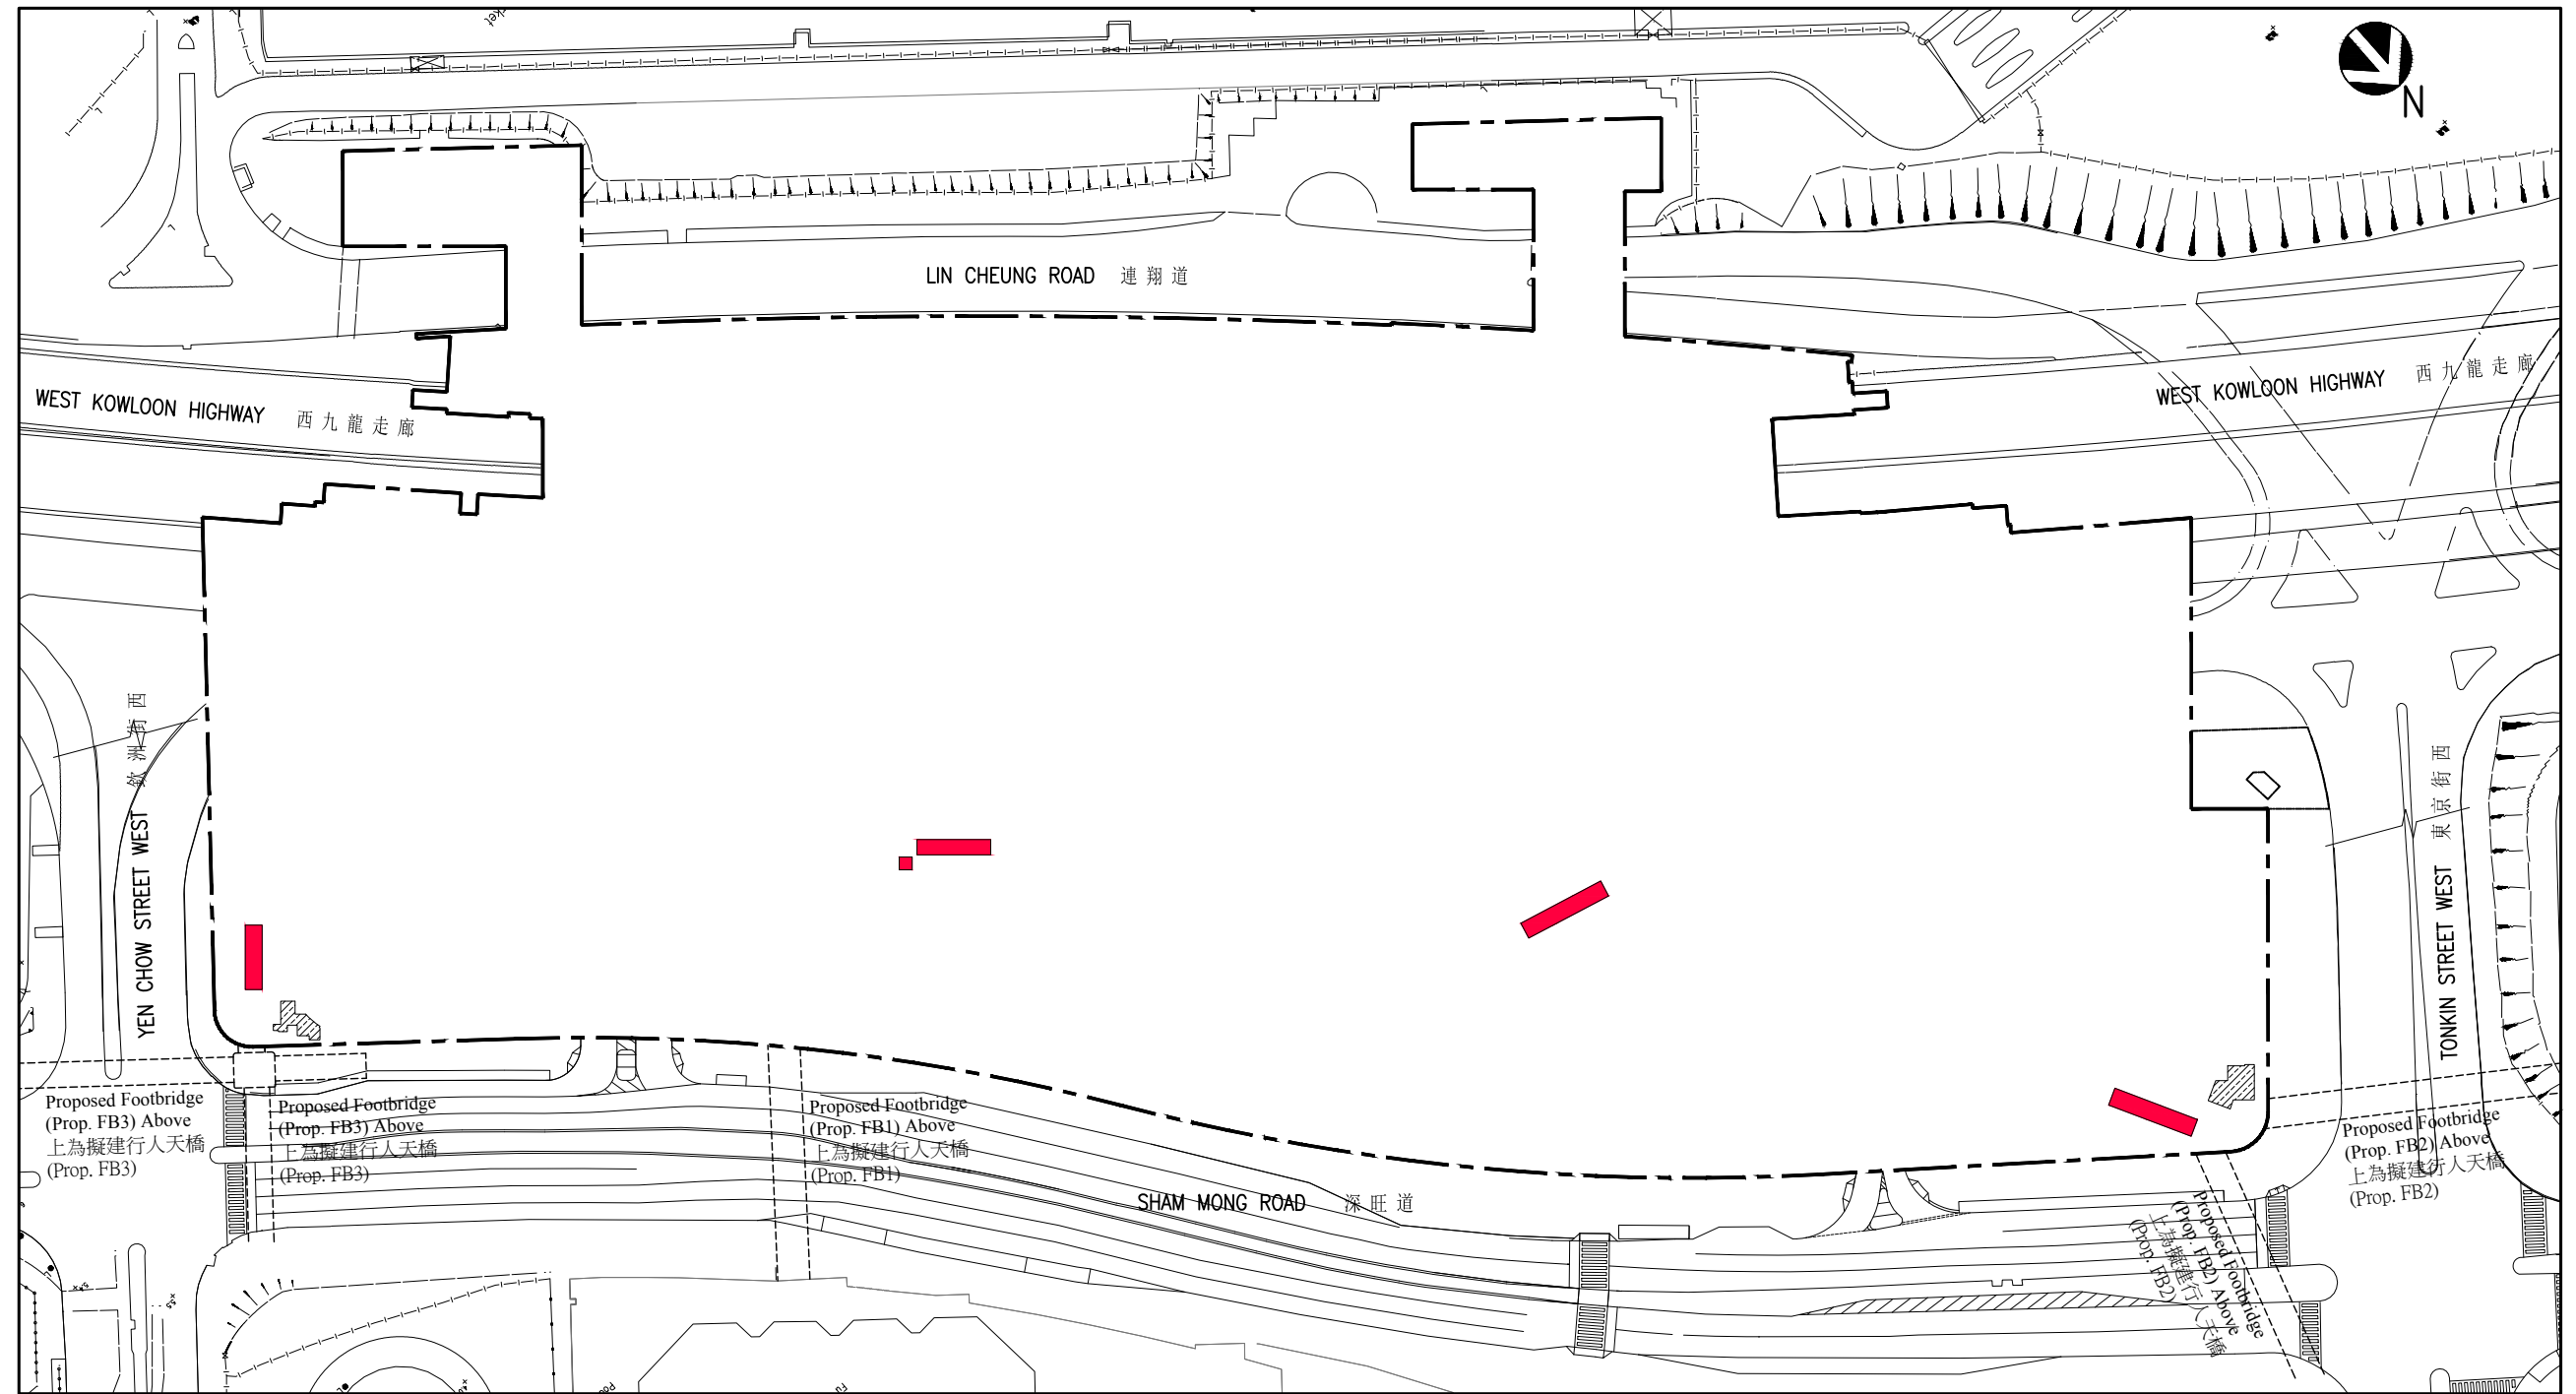 N
LIN CHEUNG ROAD 連翔道
WEST KOWLOON HIGHWAY 西九龍走廊
WEST KOWLOON HIGHWAY 西九龍走廊
YEN CHOW STREET WEST 欽洲街西
TONKIN STREET WEST 東京街西
Proposed Footbridge
(Prop. FB3) Above
上為擬建行人天橋
(Prop. FB3)
Proposed Footbridge
(Prop. FB3) Above
上為擬建行人天橋
(Prop. FB3)
Proposed Footbridge
(Prop. FB1) Above
上為擬建行人天橋
(Prop. FB1)
Proposed Footbridge
(Prop. FB2) Above
上為擬建行人天橋
(Prop. FB2)
SHAM MONG ROAD 深旺道
Proposed Footbridge
(Prop. FB2) Above
上為擬建行人天橋
(Prop. FB2)